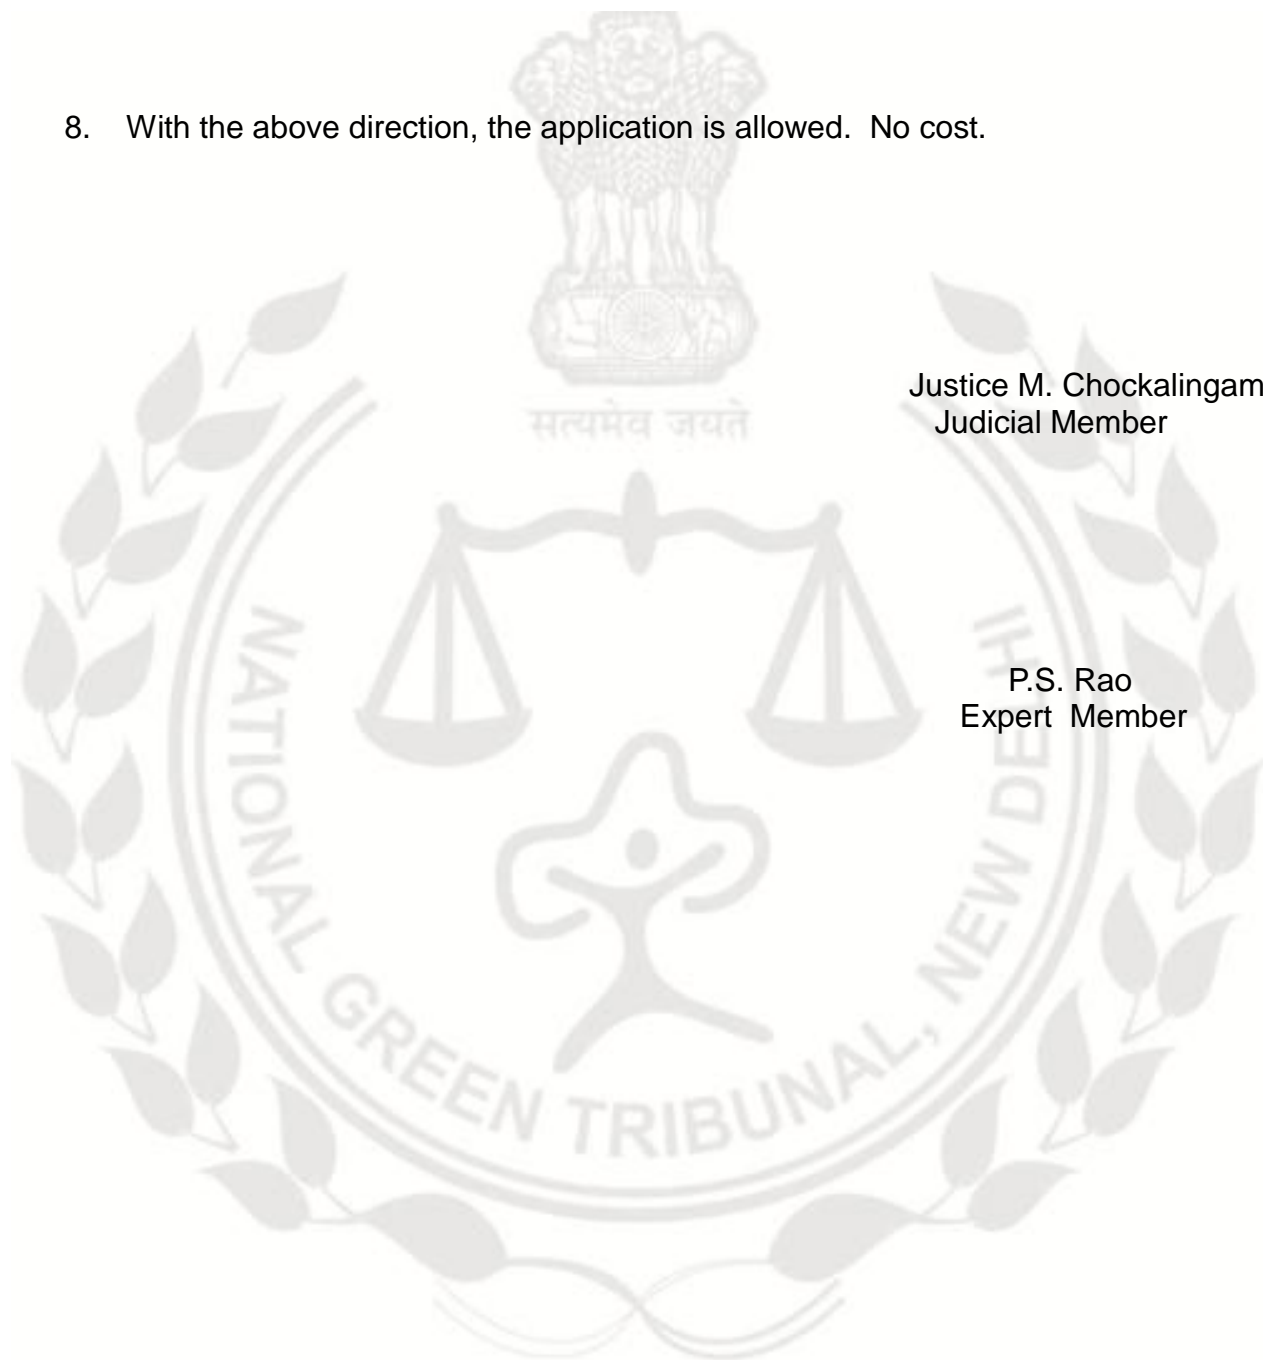 8. With the above direction, the application is allowed. No cost.
Justice M. Chockalingam
Judicial Member
सत्यमेव जयते
P.S. Rao
Expert Member
NATIONAL GREEN TRIBUNAL, NEW DELHI